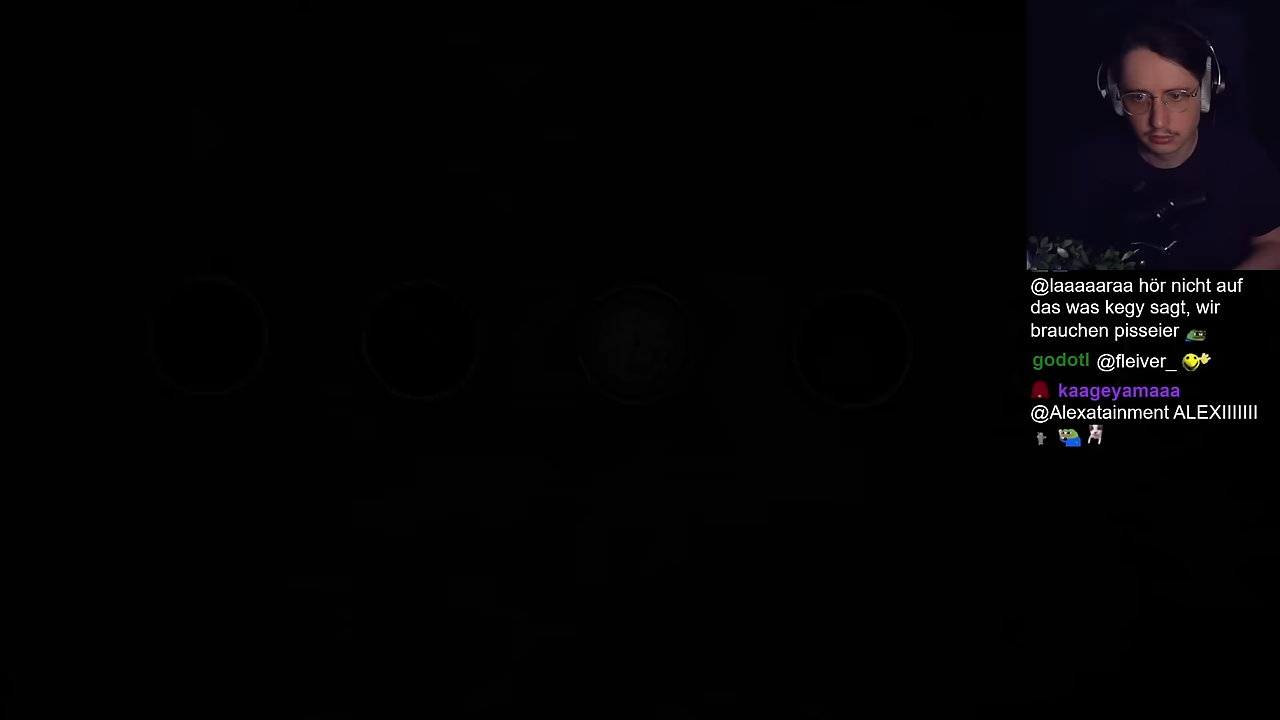 @laaaaaraa hör nicht auf
das was kegy sagt, wir
brauchen pisseier
godotl @fleiver_
kaageyamaaa
@Alexatainment ALEXIIIIIII